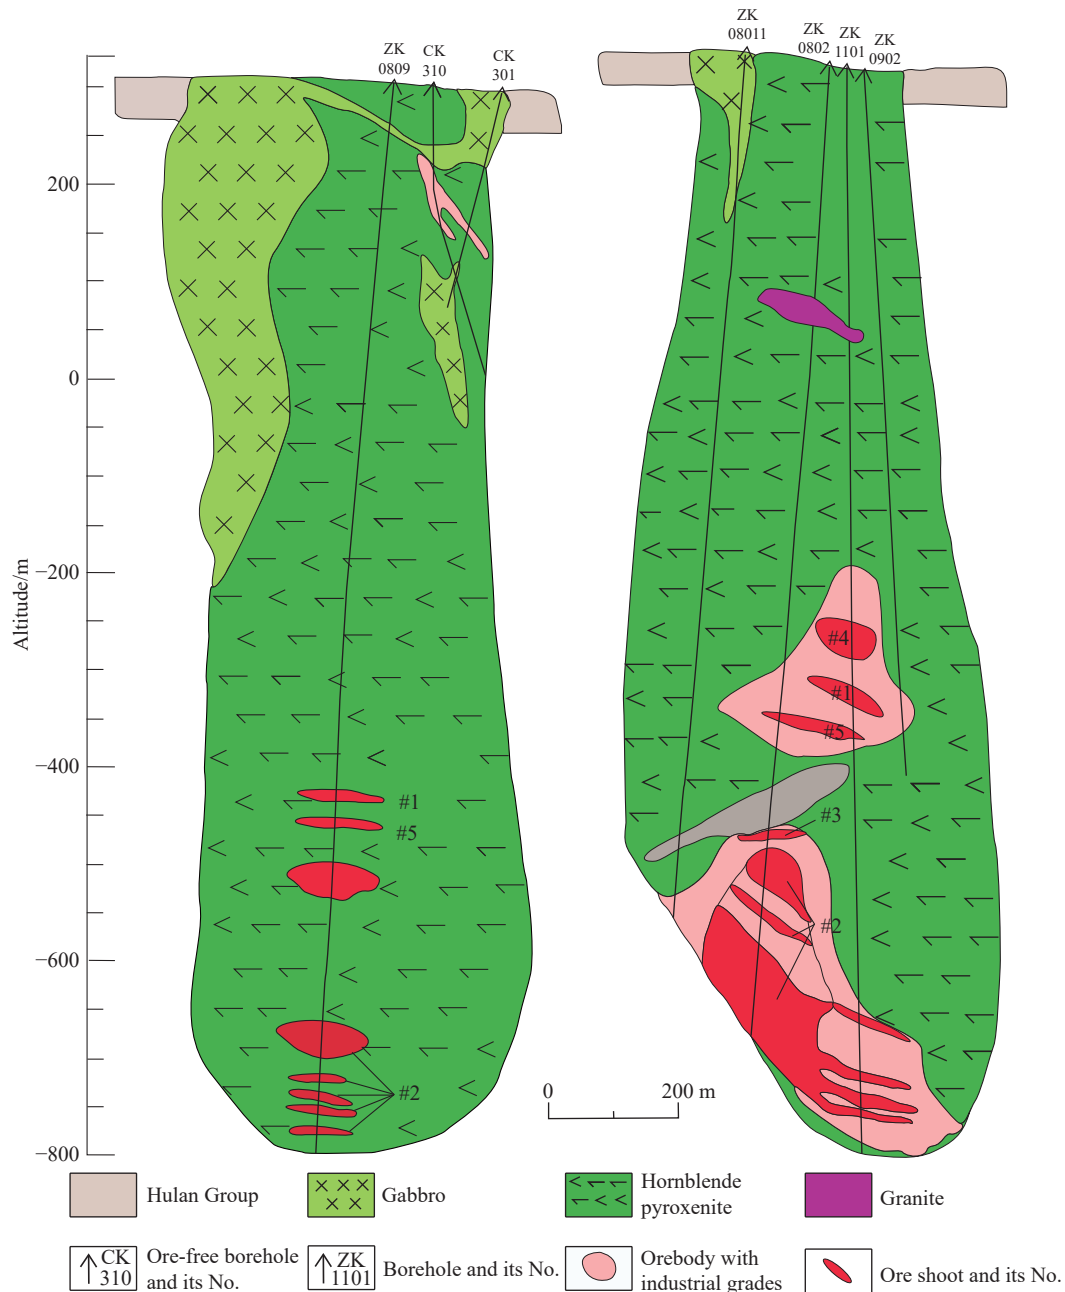 ZK
0809
CK
310
CK
301
ZK
08011
ZK
0802
ZK
1101
ZK
0902
200
0
−200
−400
−600
−800
Altitude/m
#1
#5
#2
#4
#1
#5
#3
#2
0
200 m
Hulan Group
Gabbro
Hornblende
pyroxenite
Granite
CK
310
Ore-free borehole
and its No.
ZK
1101
Borehole and its No.
Orebody with
industrial grades
Ore shoot and its No.